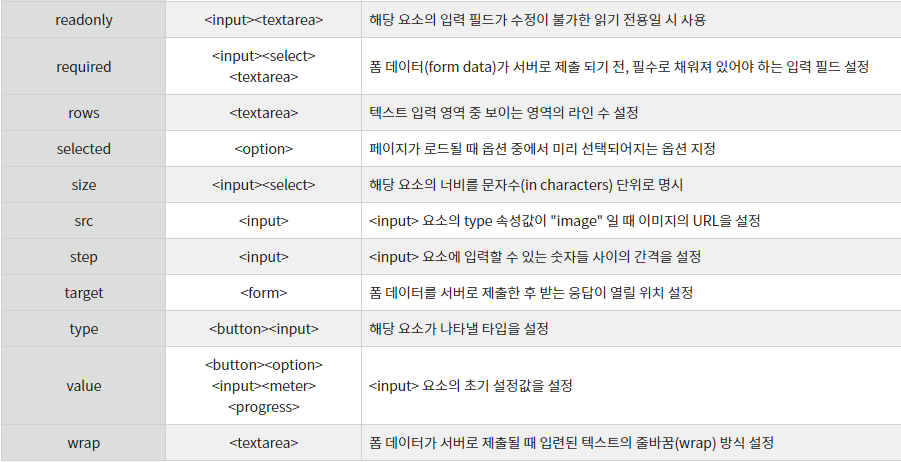 readonly <input><textarea> 해당 요소의 입력 필드가 수정이 불가한 읽기 전용일 시 사용
required <input><select> <textarea> 폼 데이터(form data)가 서버로 제출 되기 전, 필수로 채워져 있어야 하는 입력 필드 설정
rows <textarea> 텍스트 입력 영역 중 보이는 영역의 라인 수 설정
selected <option> 페이지가 로드될 때 옵션 중에서 미리 선택되어지는 옵션 지정
size <input><select> 해당 요소의 너비를 문자수(in characters) 단위로 명시
src <input> <input> 요소의 type 속성값이 "image" 일 때 이미지의 URL을 설정
step <input> <input> 요소에 입력할 수 있는 숫자들 사이의 간격을 설정
target <form> 폼 데이터를 서버로 제출한 후 받는 응답이 열릴 위치 설정
type <button><input> 해당 요소가 나타낼 타입을 설정
value <button><option> <input><meter> <progress> <input> 요소의 초기 설정값을 설정
wrap <textarea> 폼 데이터가 서버로 제출될 때 입련된 텍스트의 줄바꿈(wrap) 방식 설정